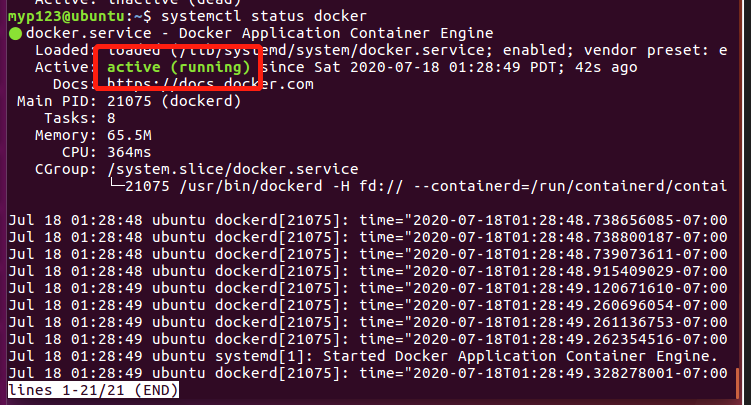 Active: inactive (dead)
myp123@ubuntu:~$ systemctl status docker
● docker.service - Docker Application Container Engine
Loaded: loaded (/lib/systemd/system/docker.service; enabled; vendor preset: e
Active: active (running) since Sat 2020-07-18 01:28:49 PDT; 42s ago
Docs: https://docs.docker.com
Main PID: 21075 (dockerd)
Tasks: 8
Memory: 65.5M
CPU: 364ms
CGroup: /system.slice/docker.service
└─21075 /usr/bin/dockerd -H fd:// --containerd=/run/containerd/contai
Jul 18 01:28:48 ubuntu dockerd[21075]: time="2020-07-18T01:28:48.738656085-07:00
Jul 18 01:28:48 ubuntu dockerd[21075]: time="2020-07-18T01:28:48.738800187-07:00
Jul 18 01:28:48 ubuntu dockerd[21075]: time="2020-07-18T01:28:48.739073611-07:00
Jul 18 01:28:48 ubuntu dockerd[21075]: time="2020-07-18T01:28:48.915409029-07:00
Jul 18 01:28:49 ubuntu dockerd[21075]: time="2020-07-18T01:28:49.120671610-07:00
Jul 18 01:28:49 ubuntu dockerd[21075]: time="2020-07-18T01:28:49.260696054-07:00
Jul 18 01:28:49 ubuntu dockerd[21075]: time="2020-07-18T01:28:49.261136753-07:00
Jul 18 01:28:49 ubuntu dockerd[21075]: time="2020-07-18T01:28:49.262354516-07:00
Jul 18 01:28:49 ubuntu systemd[1]: Started Docker Application Container Engine.
Jul 18 01:28:49 ubuntu dockerd[21075]: time="2020-07-18T01:28:49.328278001-07:00
lines 1-21/21 (END)